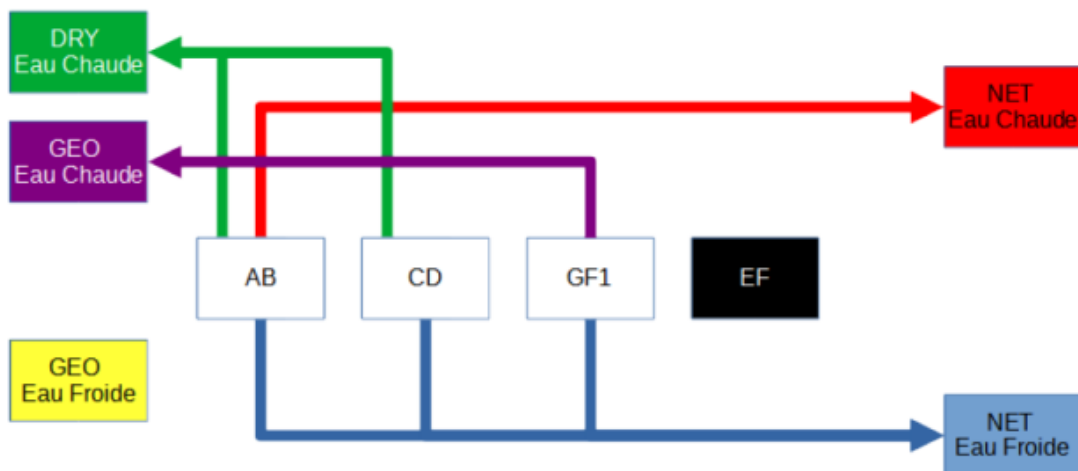 DRY
Eau Chaude
NET
Eau Chaude
GEO
Eau Chaude
AB
CD
GF1
EF
GEO
Eau Froide
NET
Eau Froide